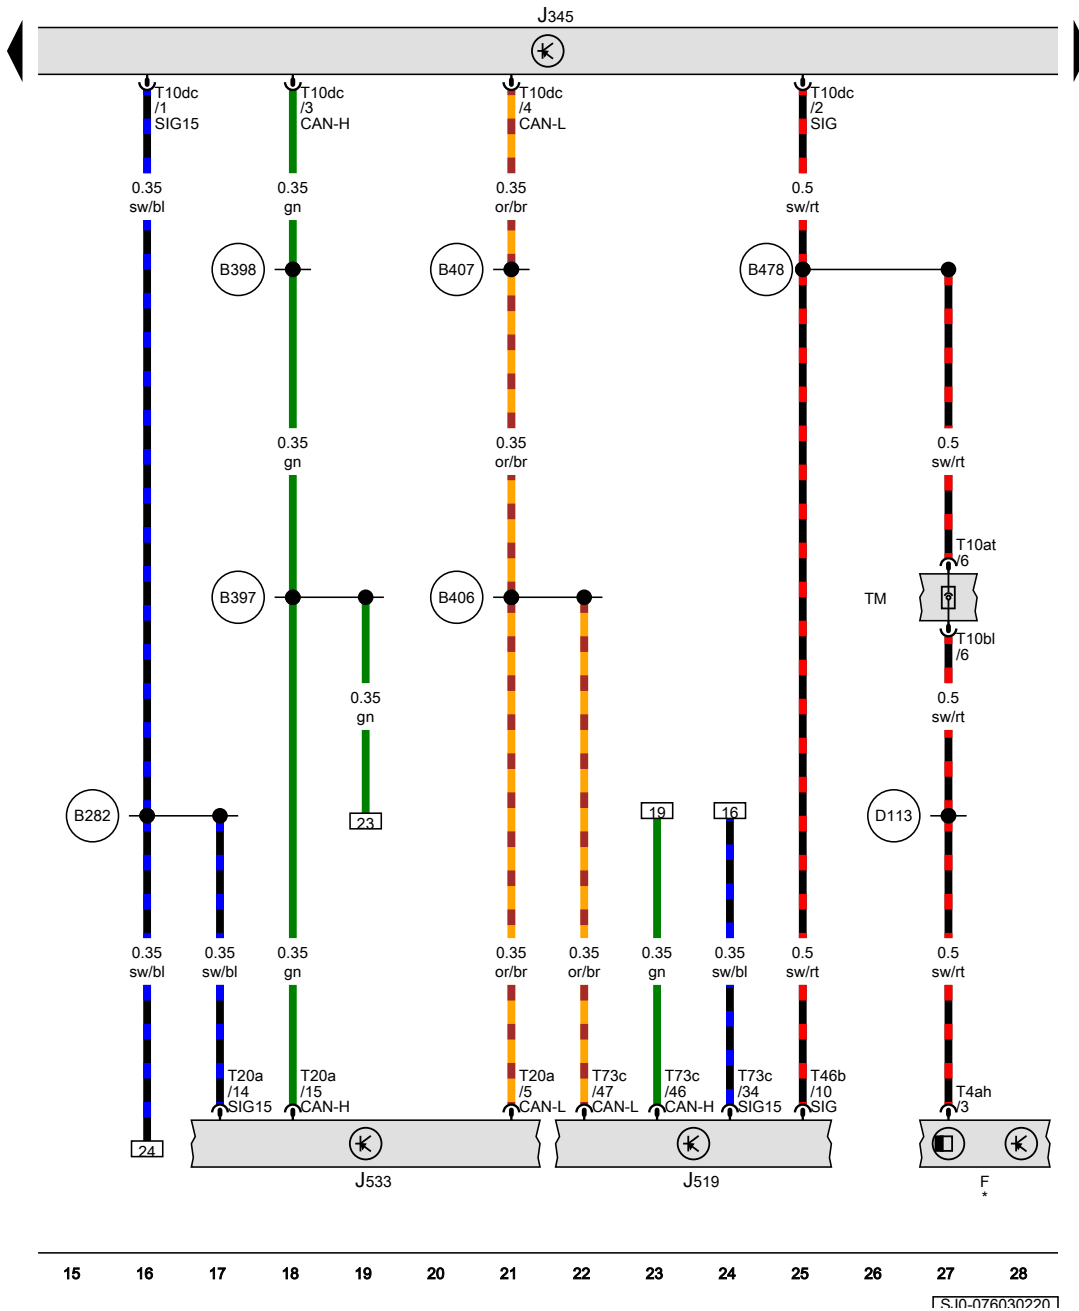 J345
T10dc
/1
SIG15
T10dc
/3
CAN-H
T10dc
/4
CAN-L
T10dc
/2
SIG
0.35
sw/bl
0.35
gn
0.35
or/br
0.5
sw/rt
B398
B407
B478
0.35
gn
0.35
or/br
0.5
sw/rt
T10at
/6
B397
B406
TM
T10bl
/6
0.35
gn
0.5
sw/rt
B282
23
19
16
D113
0.35
sw/bl
0.35
sw/bl
0.35
gn
0.35
or/br
0.35
or/br
0.35
gn
0.35
sw/bl
0.5
sw/rt
0.5
sw/rt
T20a
/14
SIG15
T20a
/15
CAN-H
T20a
/5
CAN-L
T73c
/47
CAN-L
T73c
/46
CAN-H
T73c
/34
SIG15
T46b
/10
SIG
T4ah
/3
24
J533
J519
F
*
15 16 17 18 19 20 21 22 23 24 25 26 27 28
SJ0-076030220